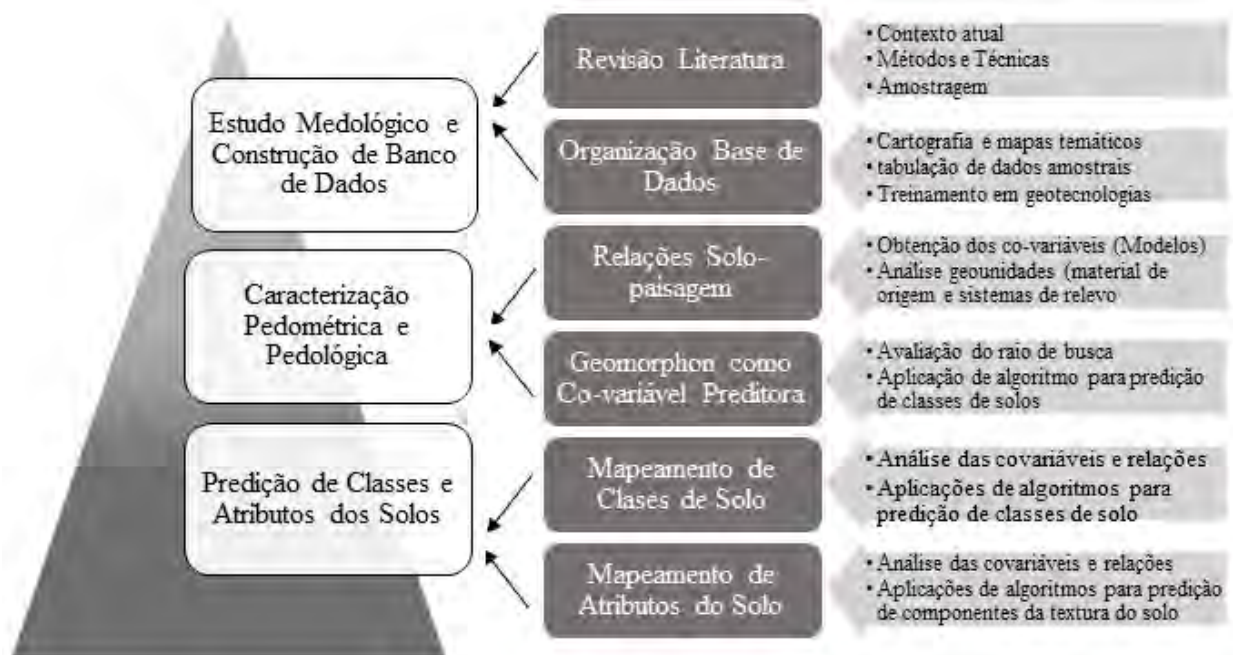 Estudo Medológico e
Construção de Banco
de Dados
Revisão Literatura
• Contexto atual
• Métodos e Técnicas
• Amostragem
Organização Base de
Dados
• Cartografia e mapas temáticos
• tabulação de dados amostrais
• Treinamento em geotecnologias
Caracterização
Pedométrica e
Pedológica
Relações Solo-
paisagem
• Obtenção dos co-variáveis (Modelos)
• Análise geounidades (material de
origem e sistemas de relevo
Geomorphon como
Co-variável Preditora
• Avaliação do raio de busca
• Aplicação de algoritmo para predição
de classes de solos
Predição de Classes e
Atributos dos Solos
Mapeamento de
Clases de Solo
• Análise das covariáveis e relações
• Aplicações de algoritmos para
predição de classes de solo
Mapeamento de
Atributos do Solo
• Análise das covariáveis e relações
• Aplicações de algoritmos para predição
de componentes da textura do solo